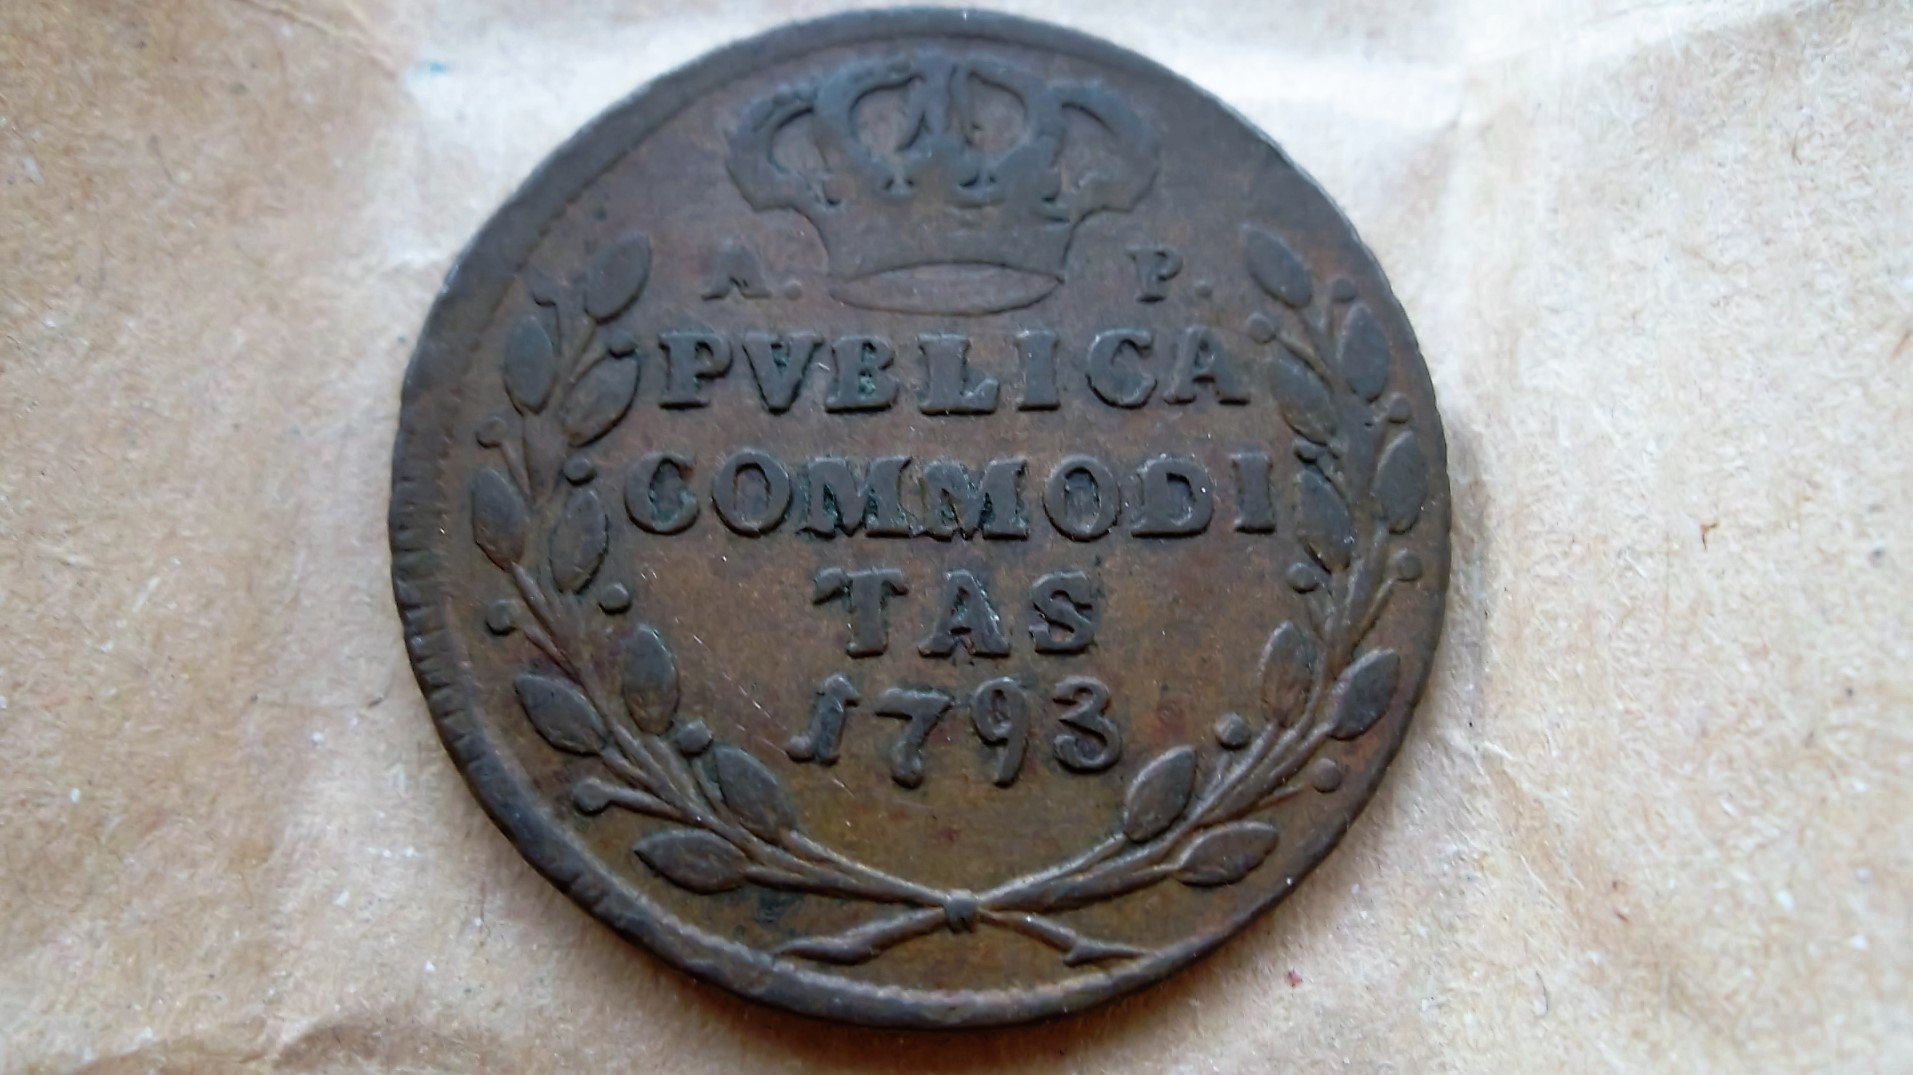 A. P.
PVBLICA
COMMODI
TAS
1793